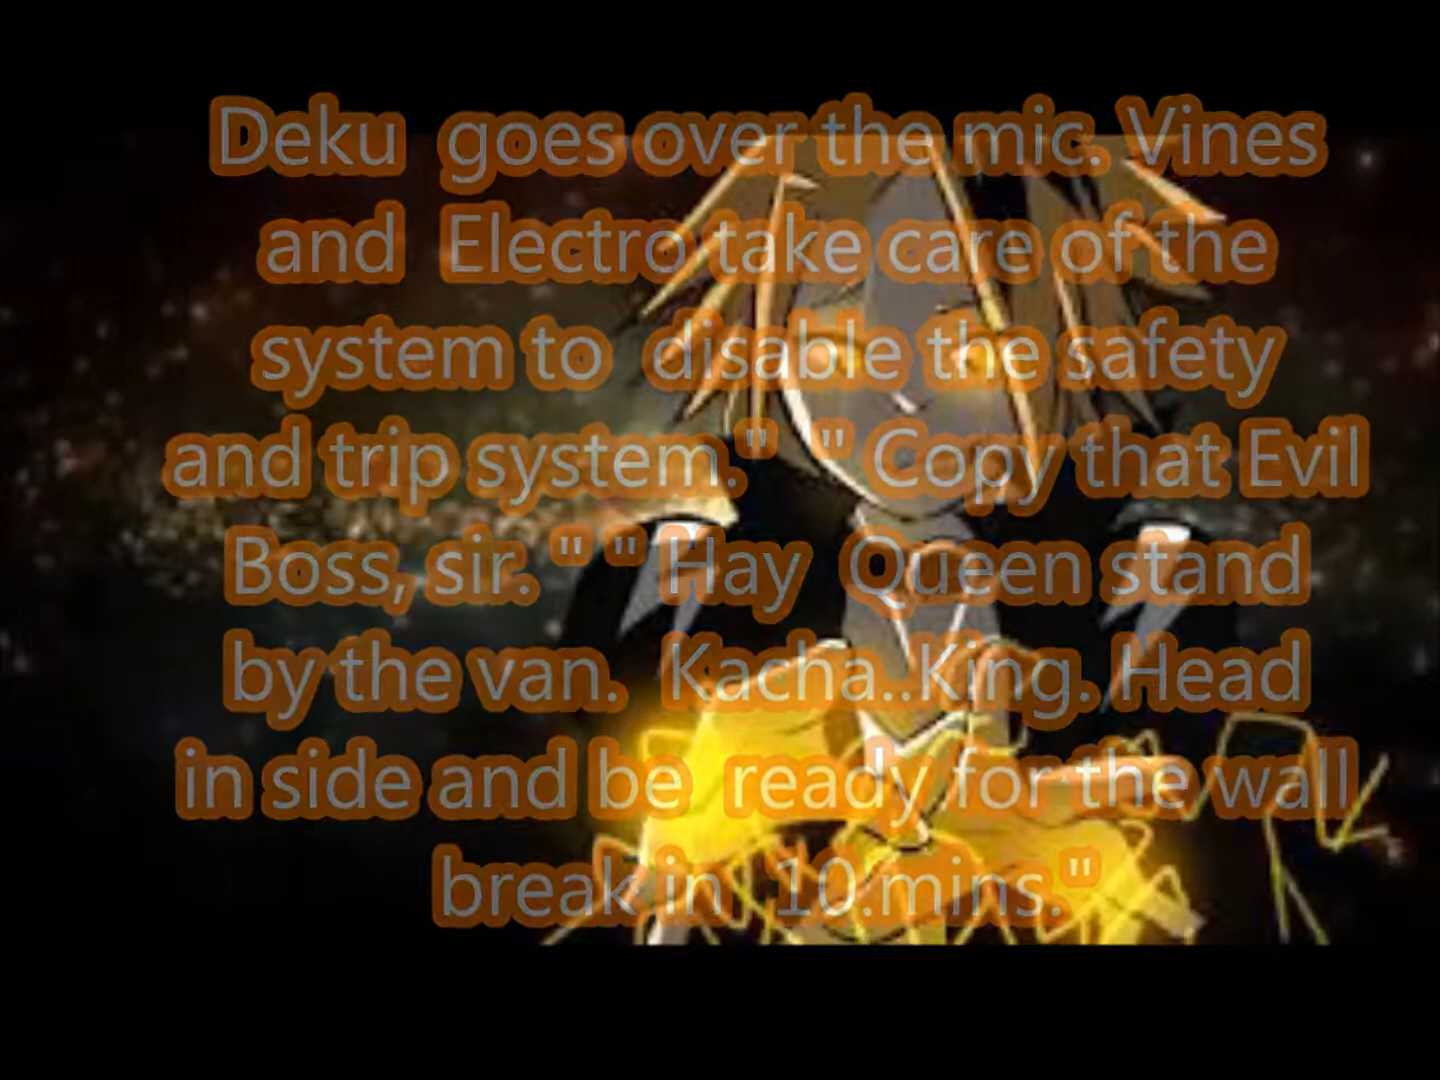 Deku goes over the mic. Vines
and Electro take care of the
system to disable the safety
and trip system." " Copy that Evil
Boss, sir. " " Hay Queen stand
by the van. Kacha..King. Head
in side and be ready for the wall
break in 10.mins."